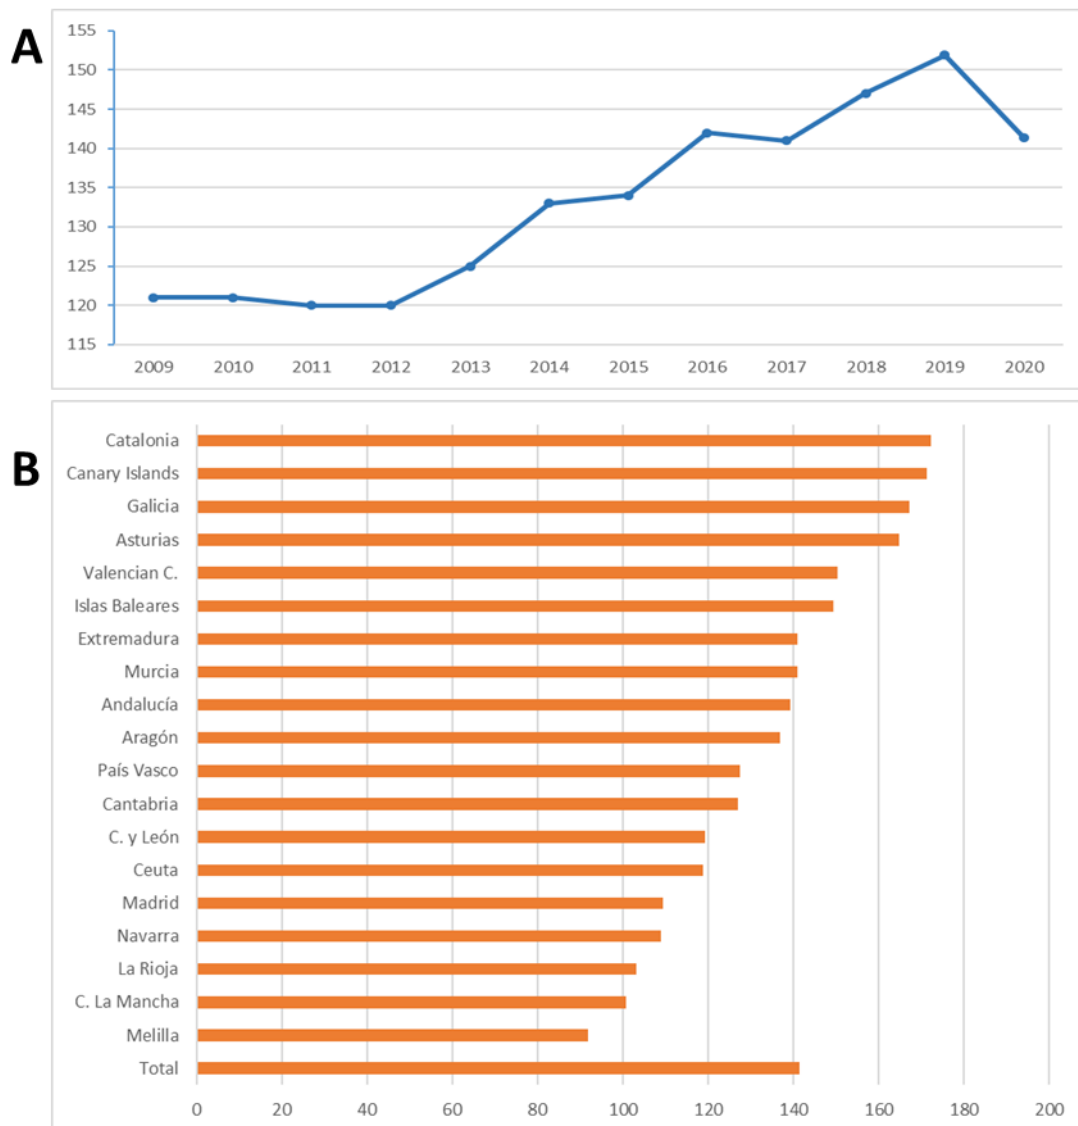 A
155
150
145
140
135
130
125
120
115
2009 2010 2011 2012 2013 2014 2015 2016 2017 2018 2019 2020
B
Catalonia
Canary Islands
Galicia
Asturias
Valencian C.
Islas Baleares
Extremadura
Murcia
Andalucía
Aragón
País Vasco
Cantabria
C. y León
Ceuta
Madrid
Navarra
La Rioja
C. La Mancha
Melilla
Total
0 20 40 60 80 100 120 140 160 180 200